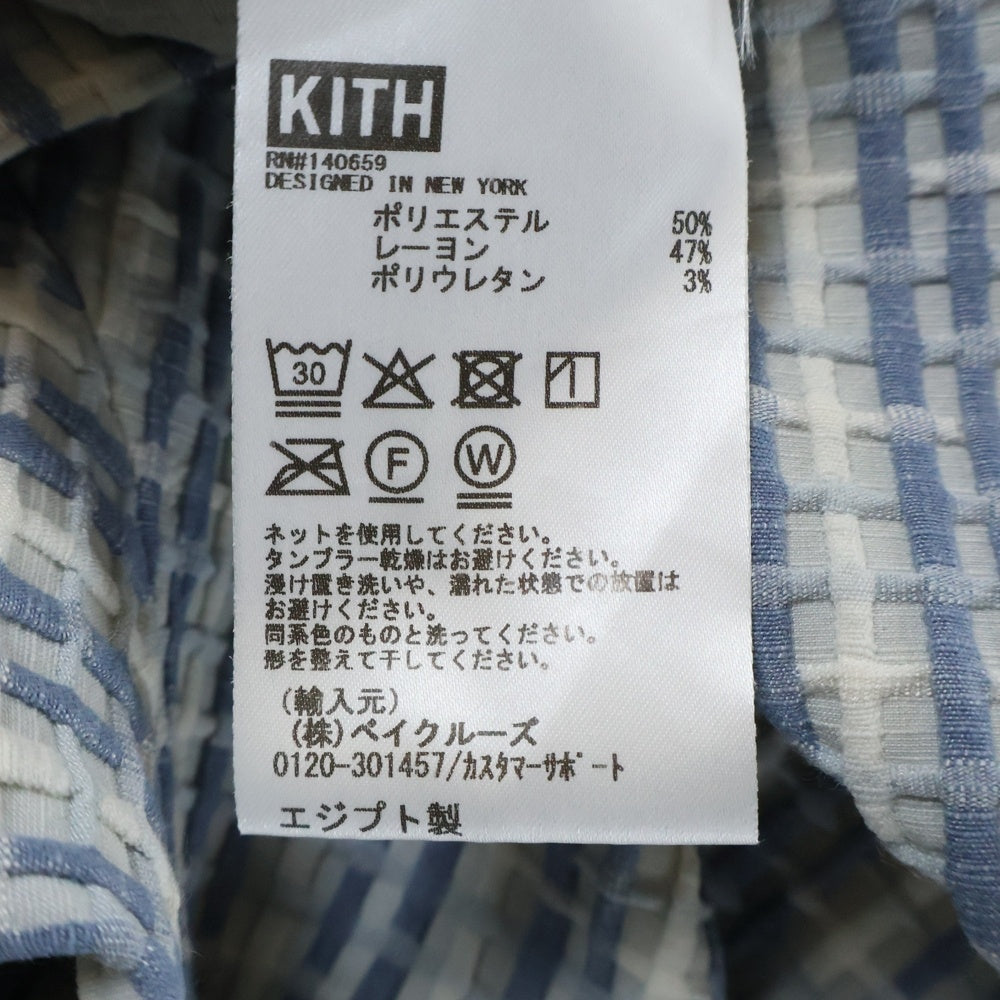 KITH
RN#140659
DESIGNED IN NEW YORK
ポリエステル 50%
レーヨン 47%
ポリウレタン 3%
30
F W
ネットを使用してください。
タンブラー乾燥はお避けください。
浸け置き洗いや、濡れた状態での放置は
お避けください。
同系色のものと洗ってください。
形を整えて干してください。
(輸入元)
(株)ベイクルーズ
0120-301457/カスタマーサポート
エジプト製